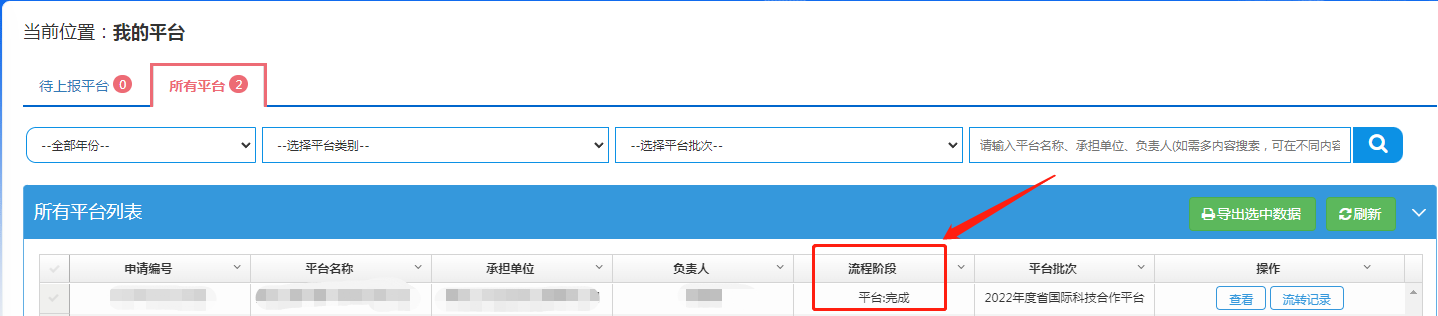 当前位置：我的平台
待上报平台 0 所有平台 2
--全部年份-- --选择平台类别-- --选择平台批次-- 请输入平台名称、承担单位、负责人(如需多内容搜索，可在不同内容
所有平台列表 导出选中数据 刷新
申请编号 平台名称 承担单位 负责人 流程阶段 平台批次 操作
平台:完成 2022年度省国际科技合作平台 查看 流转记录